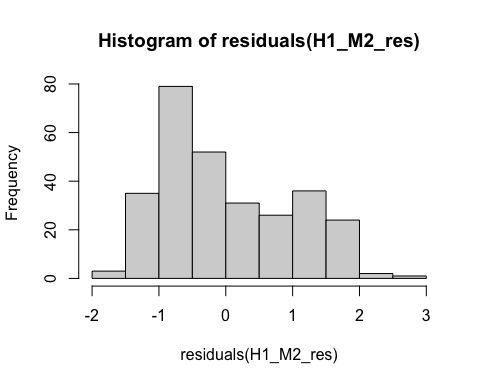 Histogram of residuals(H1_M2_res)
Frequency
80
60
40
20
0
-2 -1 0 1 2 3
residuals(H1_M2_res)